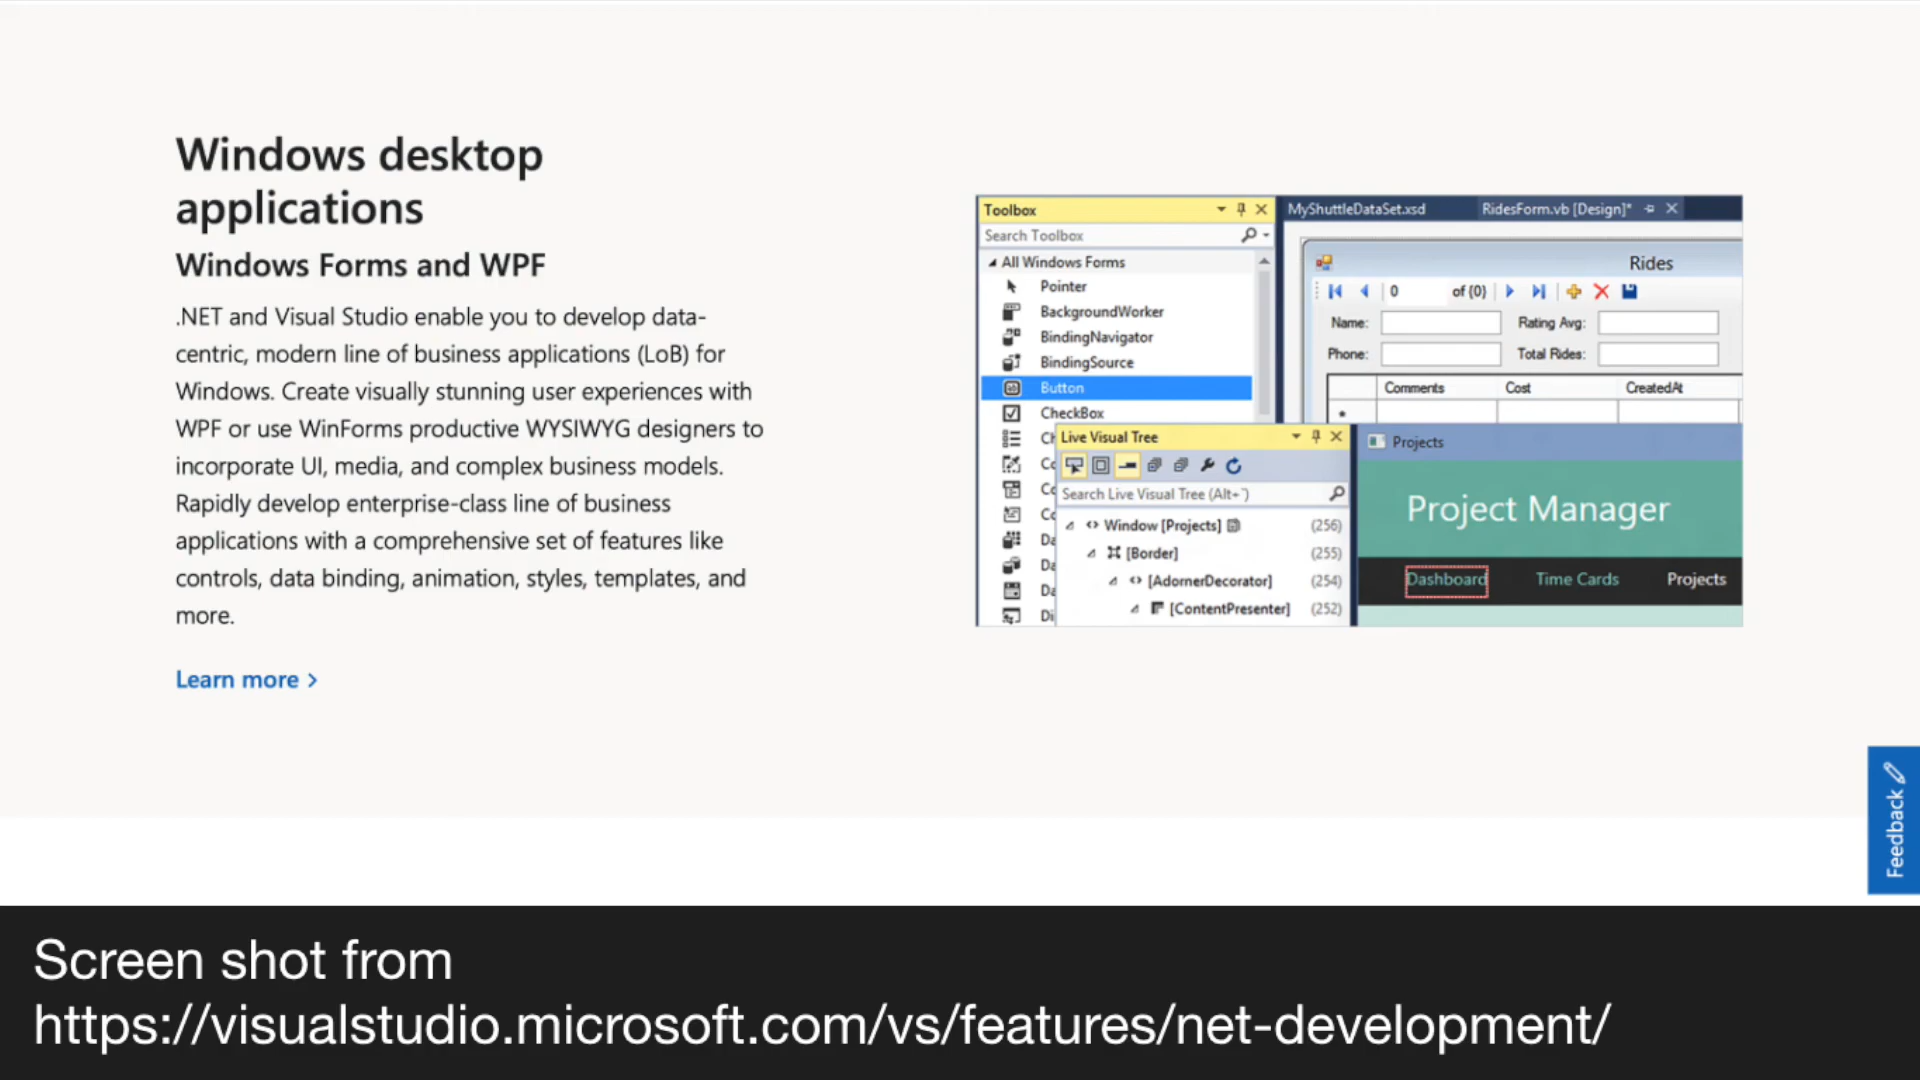 Windows desktop
applications
Windows Forms and WPF
.NET and Visual Studio enable you to develop data-
centric, modern line of business applications (LoB) for
Windows. Create visually stunning user experiences with
WPF or use WinForms productive WYSIWYG designers to
incorporate UI, media, and complex business models.
Rapidly develop enterprise-class line of business
applications with a comprehensive set of features like
controls, data binding, animation, styles, templates, and
more.
Learn more
Toolbox
Search Toolbox
All Windows Forms
Pointer
BackgroundWorker
BindingNavigator
BindingSource
Button
CheckBox
MyShuttleDataSet.xsd
RidesForm.vb [Design]*
Rides
0 of {0}
Name: Rating Avg:
Phone: Total Rides:
Comments Cost CreatedAt
Live Visual Tree
Search Live Visual Tree (Alt+`)
Window [Projects] (256)
[Border] (255)
[AdornerDecorator] (254)
[ContentPresenter] (252)
Projects
Project Manager
Dashboard Time Cards Projects
Feedback
Screen shot from
https://visualstudio.microsoft.com/vs/features/net-development/